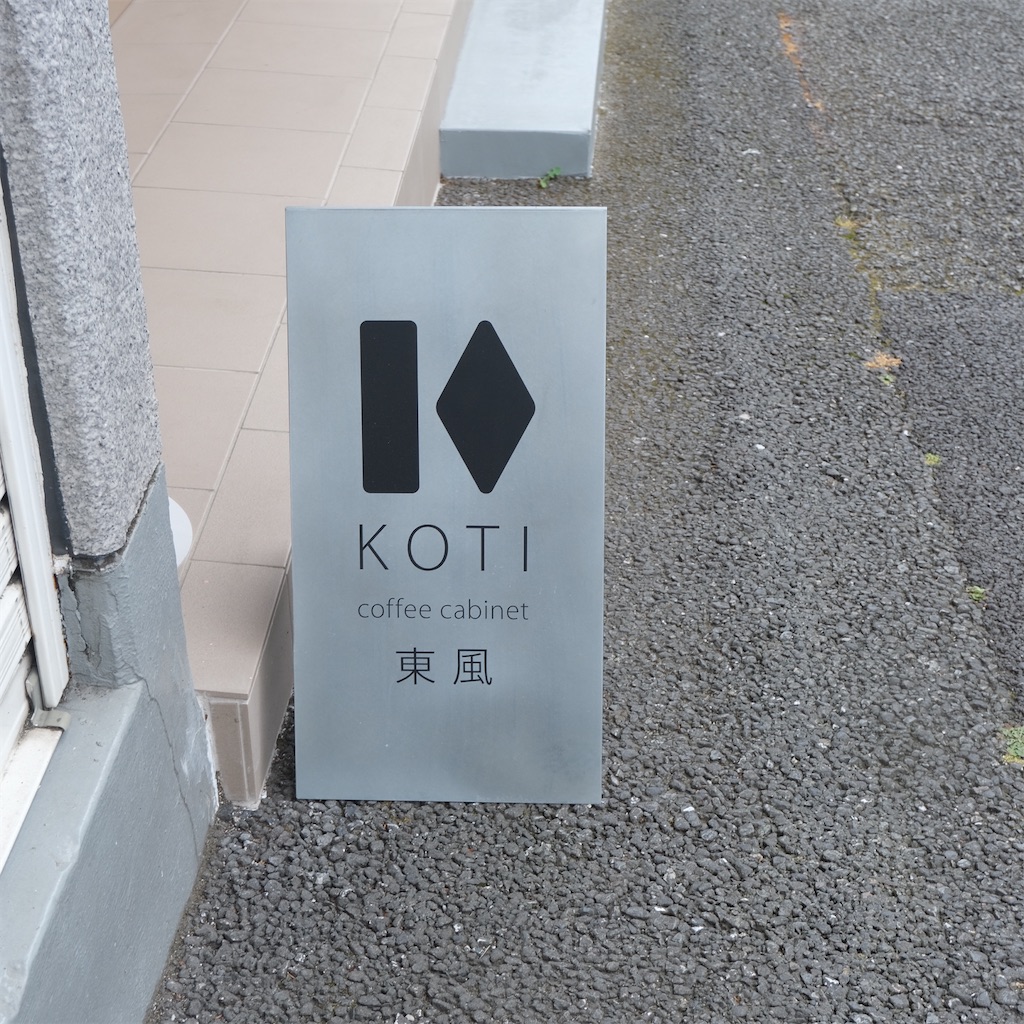 KOTI
coffee cabinet
東風